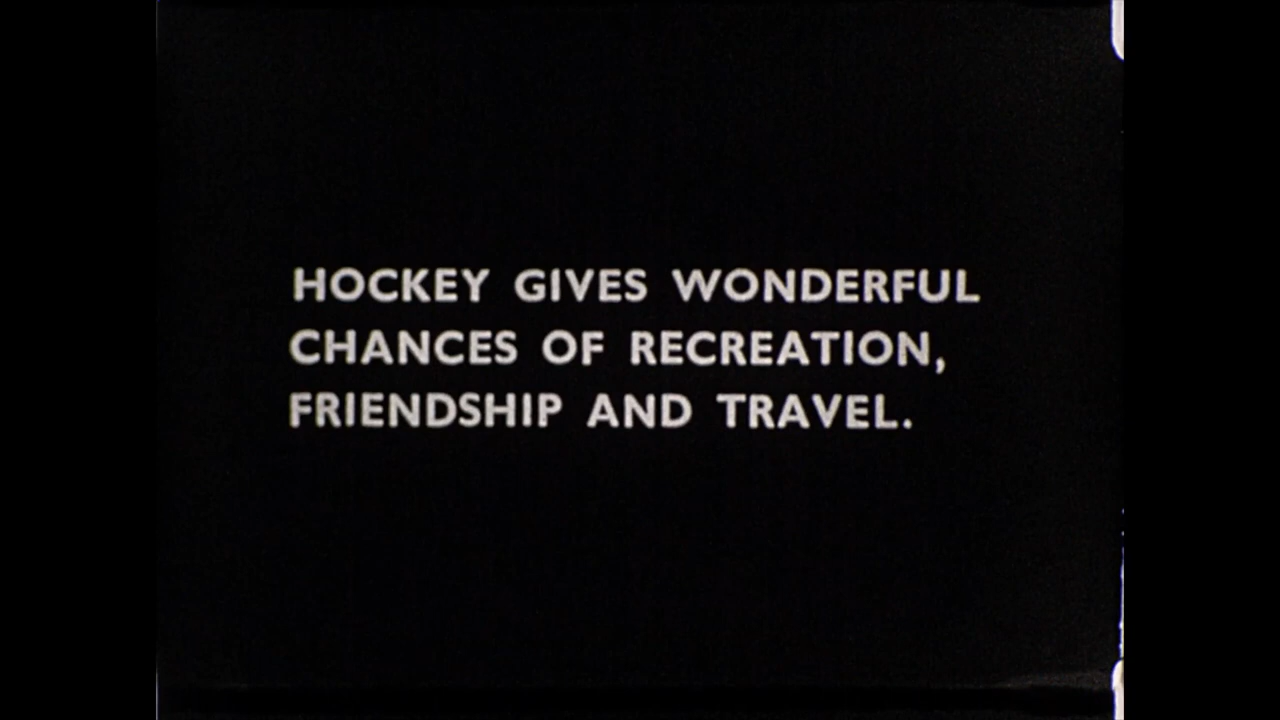 HOCKEY GIVES WONDERFUL
CHANCES OF RECREATION,
FRIENDSHIP AND TRAVEL.